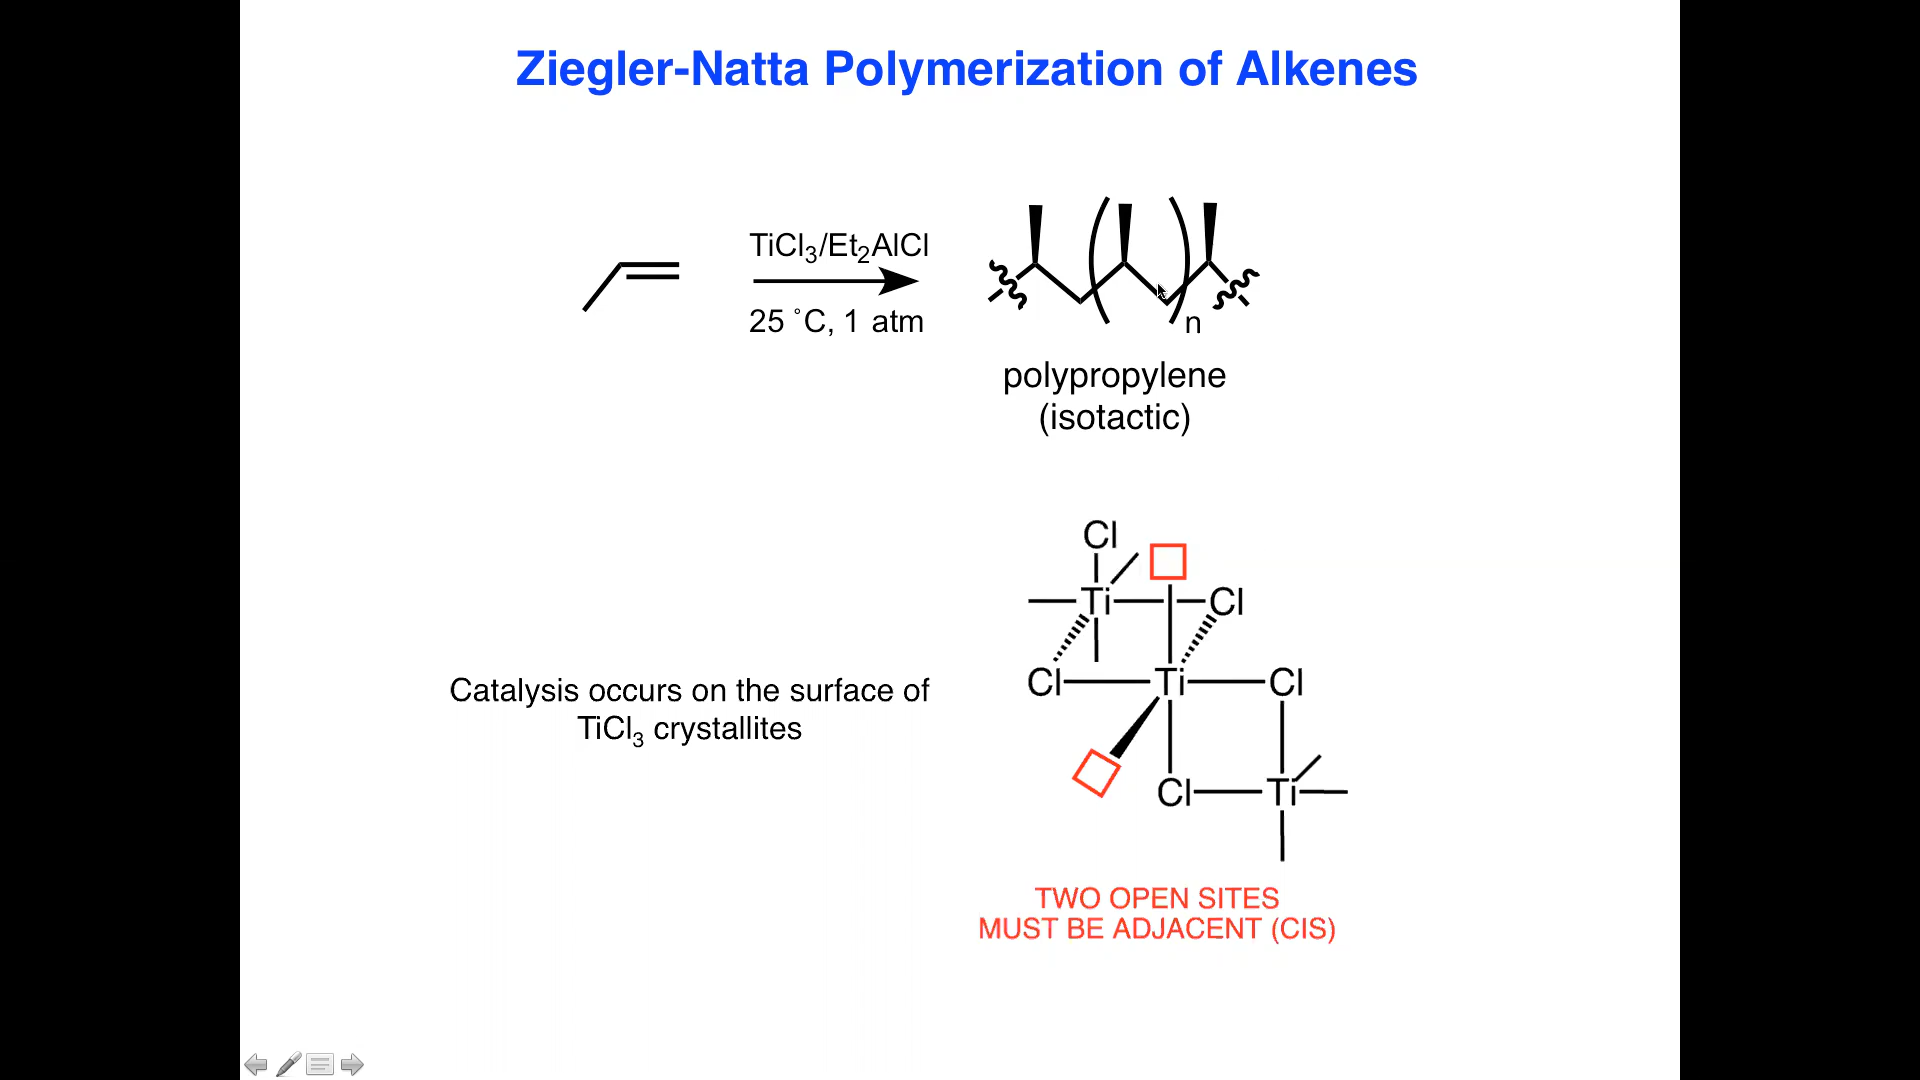 Ziegler-Natta Polymerization of Alkenes
TiCl3/Et2AlCl
25 ˚C, 1 atm
n
polypropylene
(isotactic)
Cl
Ti Cl
Cl Ti Cl
Cl Ti
Catalysis occurs on the surface of
TiCl3 crystallites
TWO OPEN SITES
MUST BE ADJACENT (CIS)